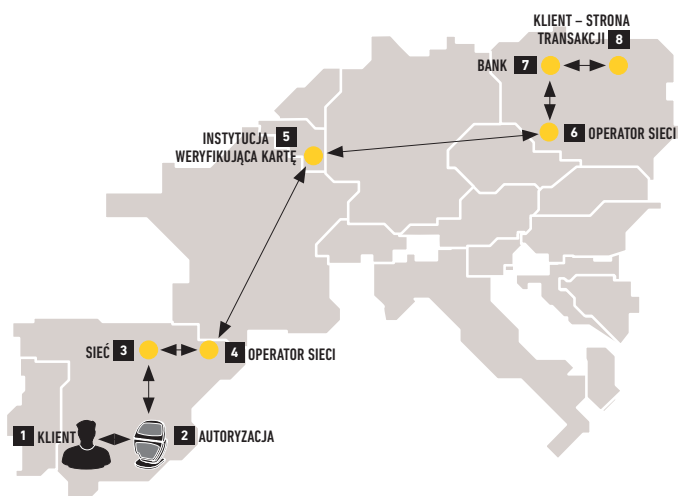 KLIENT – STRONA
TRANSAKCJI 8
BANK 7
6 OPERATOR SIECI
INSTYTUCJA 5
WERYFIKUJĄCA KARTĘ
SIEĆ 3
4 OPERATOR SIECI
1 KLIENT
2 AUTORYZACJA